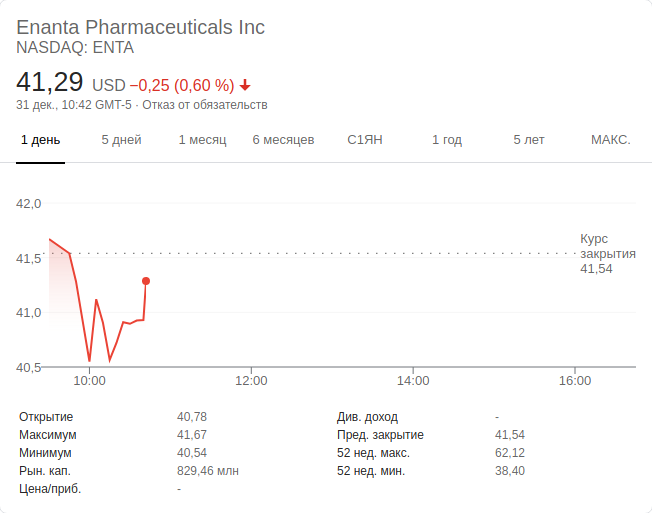 Enanta Pharmaceuticals Inc
NASDAQ: ENTA
41,29 USD −0,25 (0,60 %)
31 дек., 10:42 GMT-5 · Отказ от обязательств
1 день 5 дней 1 месяц 6 месяцев С1ЯН 1 год 5 лет МАКС.
42,0
41,5
41,0
40,5
Курс
закрытия
41,54
10:00 12:00 14:00 16:00
Открытие 40,78 Див. доход -
Максимум 41,67 Пред. закрытие 41,54
Минимум 40,54 52 нед. макс. 62,12
Рын. кап. 829,46 млн 52 нед. мин. 38,40
Цена/приб. -